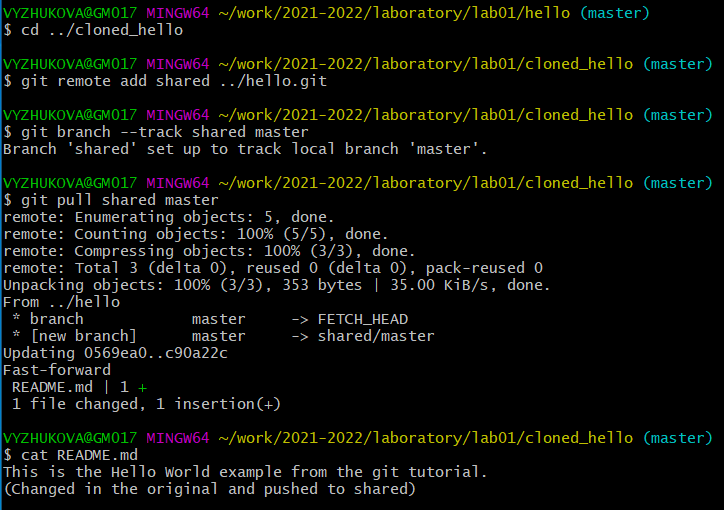 VYZHUKOVA@GM017 MINGW64 ~/work/2021-2022/laboratory/lab01/hello (master)
$ cd ../cloned_hello
VYZHUKOVA@GM017 MINGW64 ~/work/2021-2022/laboratory/lab01/cloned_hello (master)
$ git remote add shared ../hello.git
VYZHUKOVA@GM017 MINGW64 ~/work/2021-2022/laboratory/lab01/cloned_hello (master)
$ git branch --track shared master
Branch 'shared' set up to track local branch 'master'.
VYZHUKOVA@GM017 MINGW64 ~/work/2021-2022/laboratory/lab01/cloned_hello (master)
$ git pull shared master
remote: Enumerating objects: 5, done.
remote: Counting objects: 100% (5/5), done.
remote: Compressing objects: 100% (3/3), done.
remote: Total 3 (delta 0), reused 0 (delta 0), pack-reused 0
Unpacking objects: 100% (3/3), 353 bytes | 35.00 KiB/s, done.
From ../hello
 * branch            master     -> FETCH_HEAD
 * [new branch]      master     -> shared/master
Updating 0569ea0..c90a22c
Fast-forward
 README.md | 1 +
 1 file changed, 1 insertion(+)
VYZHUKOVA@GM017 MINGW64 ~/work/2021-2022/laboratory/lab01/cloned_hello (master)
$ cat README.md
This is the Hello World example from the git tutorial.
(Changed in the original and pushed to shared)